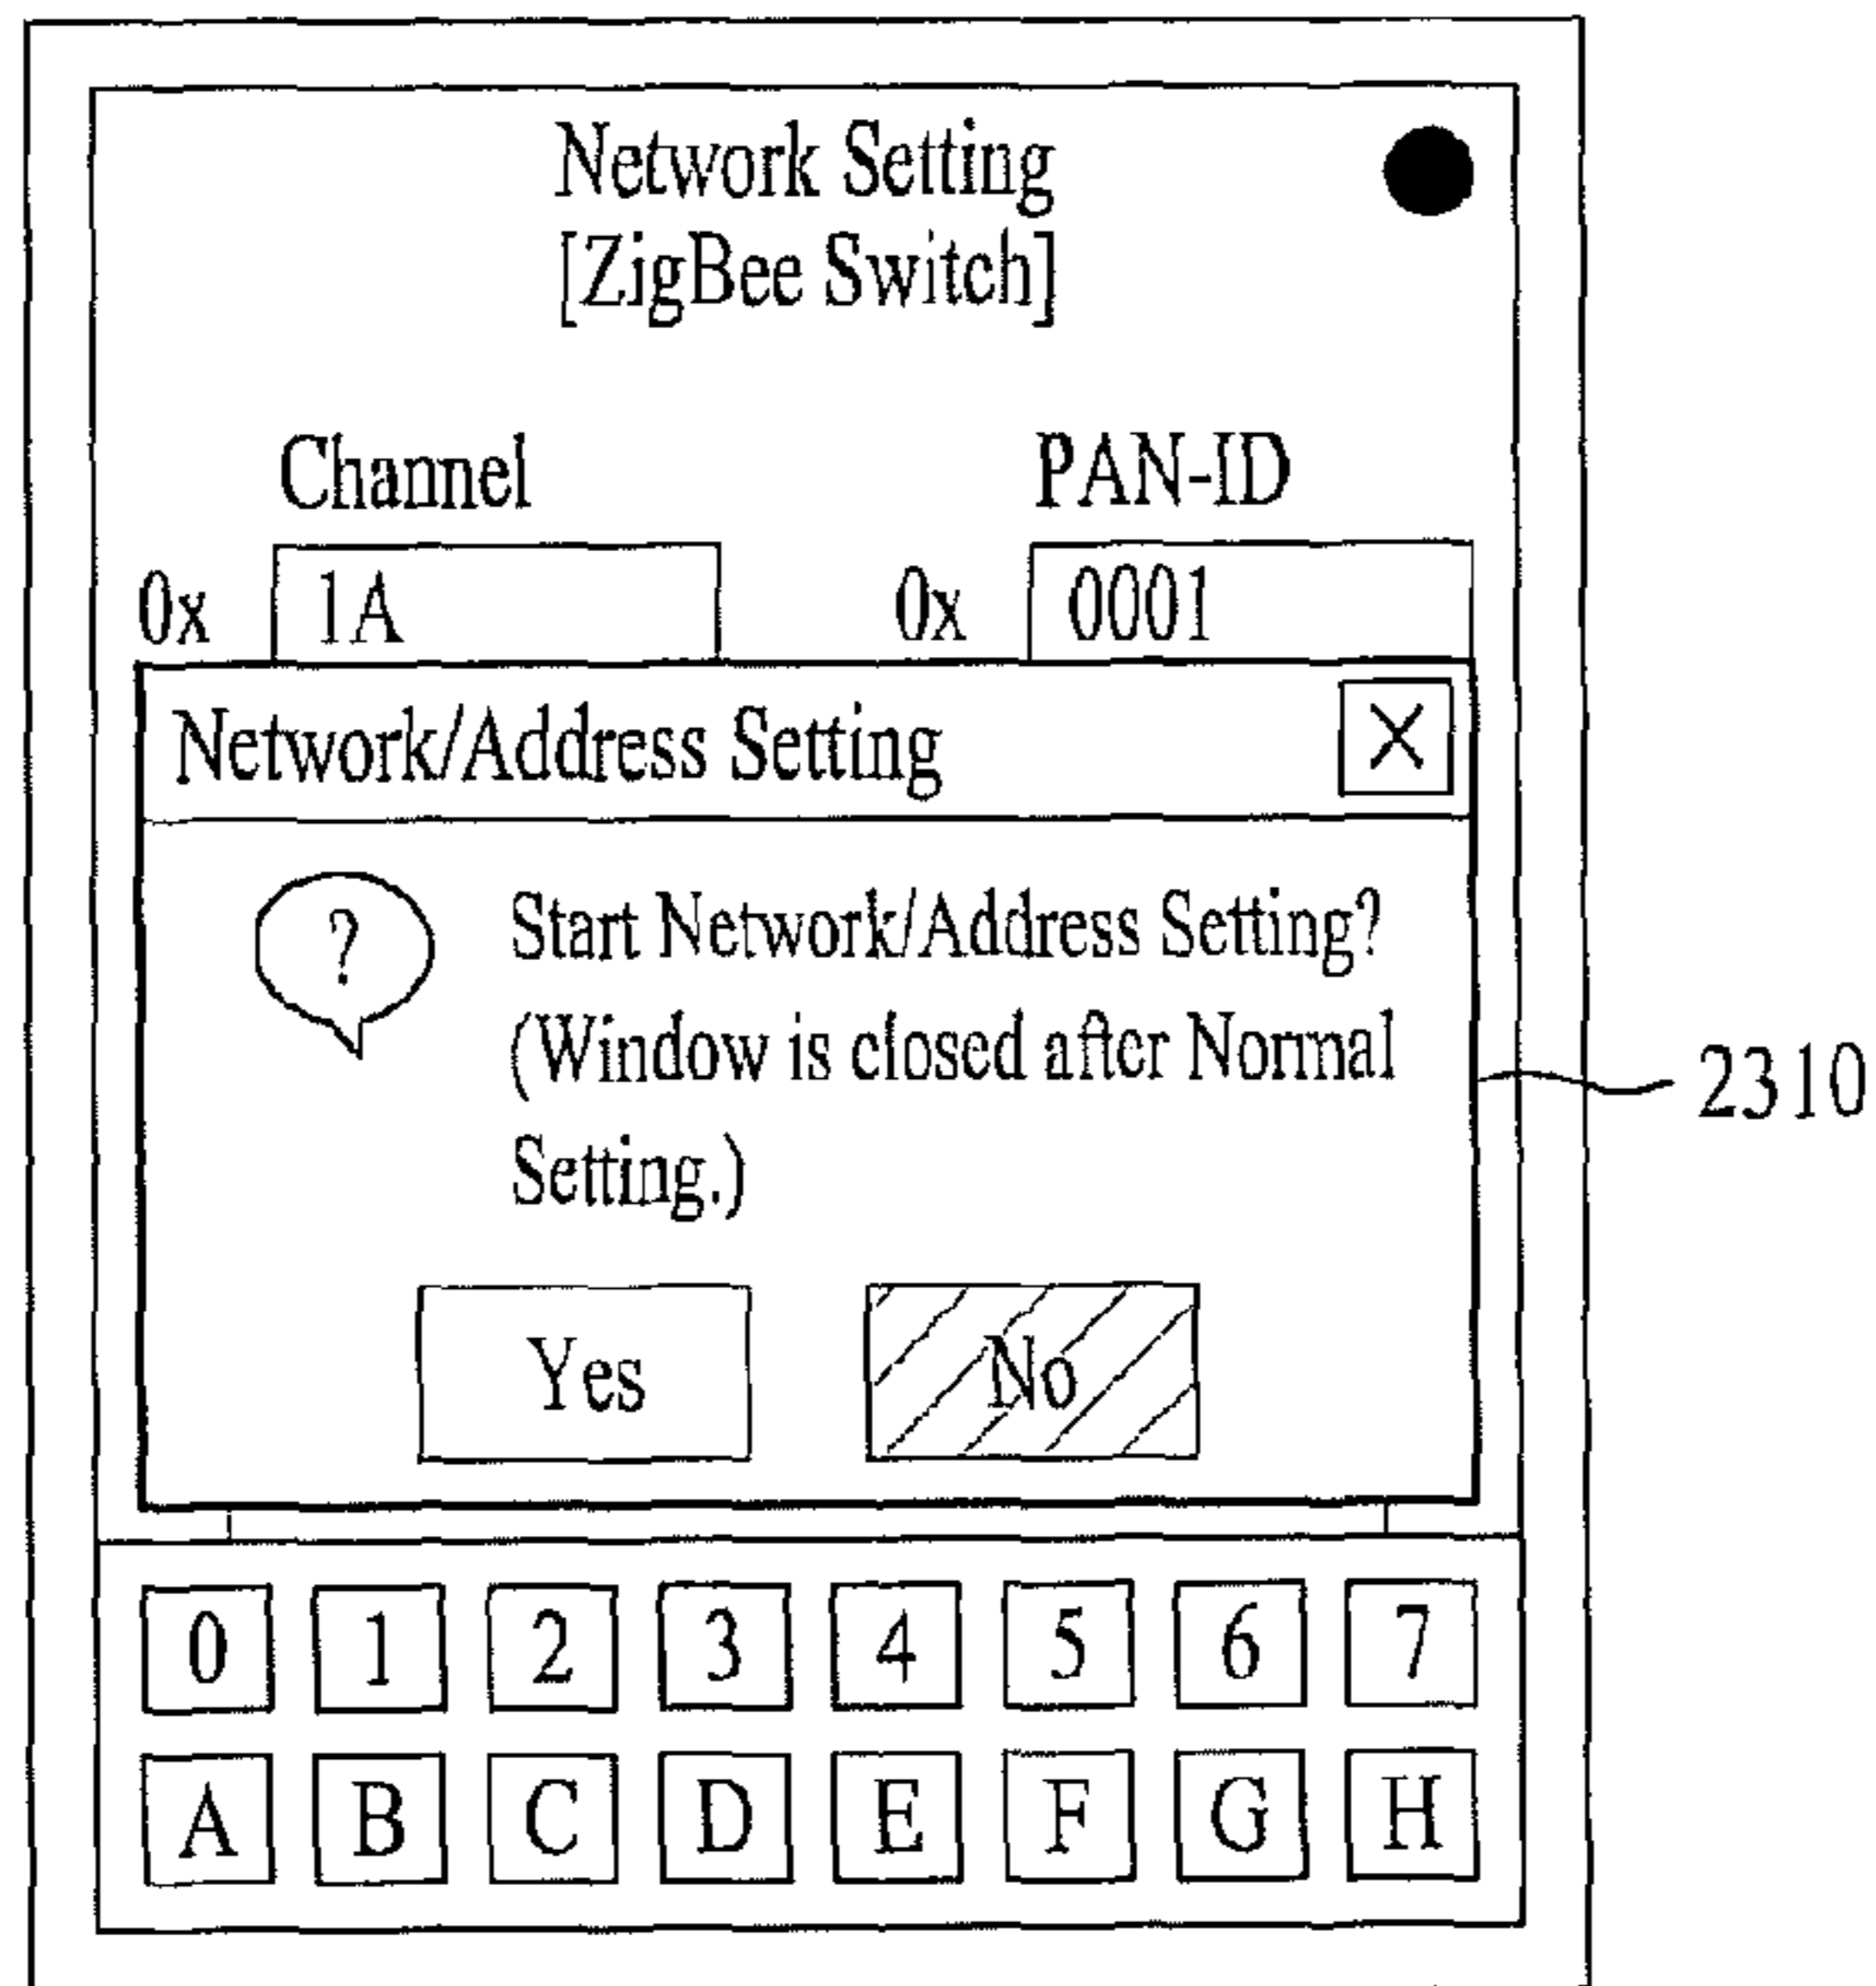 Network Setting
[ZigBee Switch]
Channel PAN-ID
0x 1A 0x 0001
Network/Address Setting X
? Start Network/Address Setting?
(Window is closed after Normal
Setting.)
2310
Yes No
0 1 2 3 4 5 6 7
A B C D E F G H